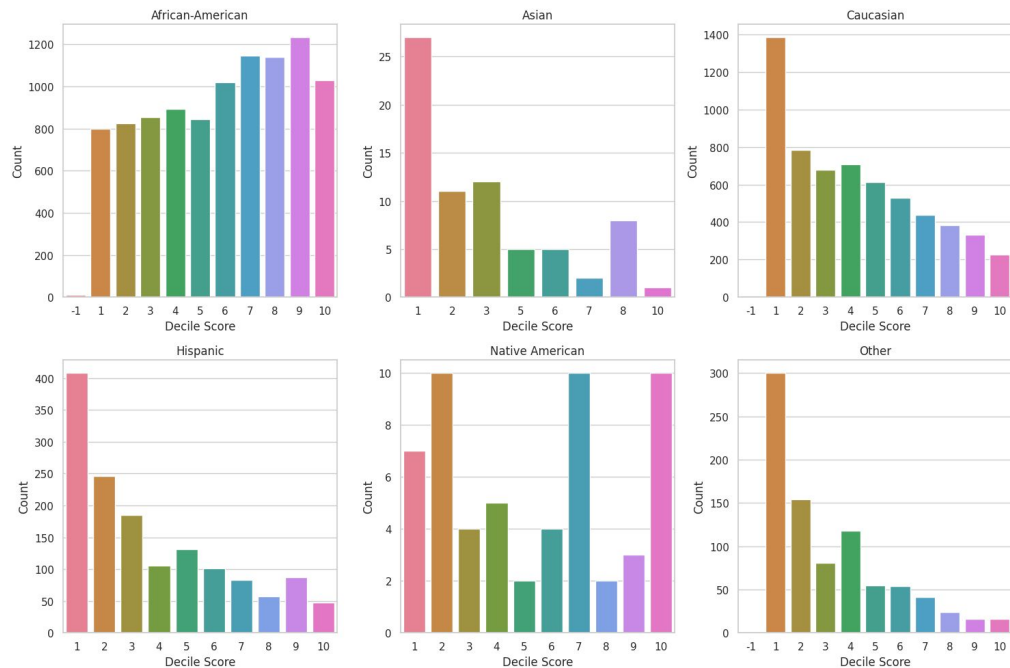 African-American
Asian
Caucasian
1200
1000
800
600
400
200
0
Count
-1 1 2 3 4 5 6 7 8 9 10
Decile Score
25
20
15
10
5
0
Count
1 2 3 5 6 7 8 10
Decile Score
1400
1200
1000
800
600
400
200
0
Count
-1 1 2 3 4 5 6 7 8 9 10
Decile Score
Hispanic
Native American
Other
400
350
300
250
200
150
100
50
0
Count
1 2 3 4 5 6 7 8 9 10
Decile Score
10
8
6
4
2
0
Count
1 2 3 4 5 6 7 8 9 10
Decile Score
300
250
200
150
100
50
0
Count
-1 1 2 3 4 5 6 7 8 9 10
Decile Score